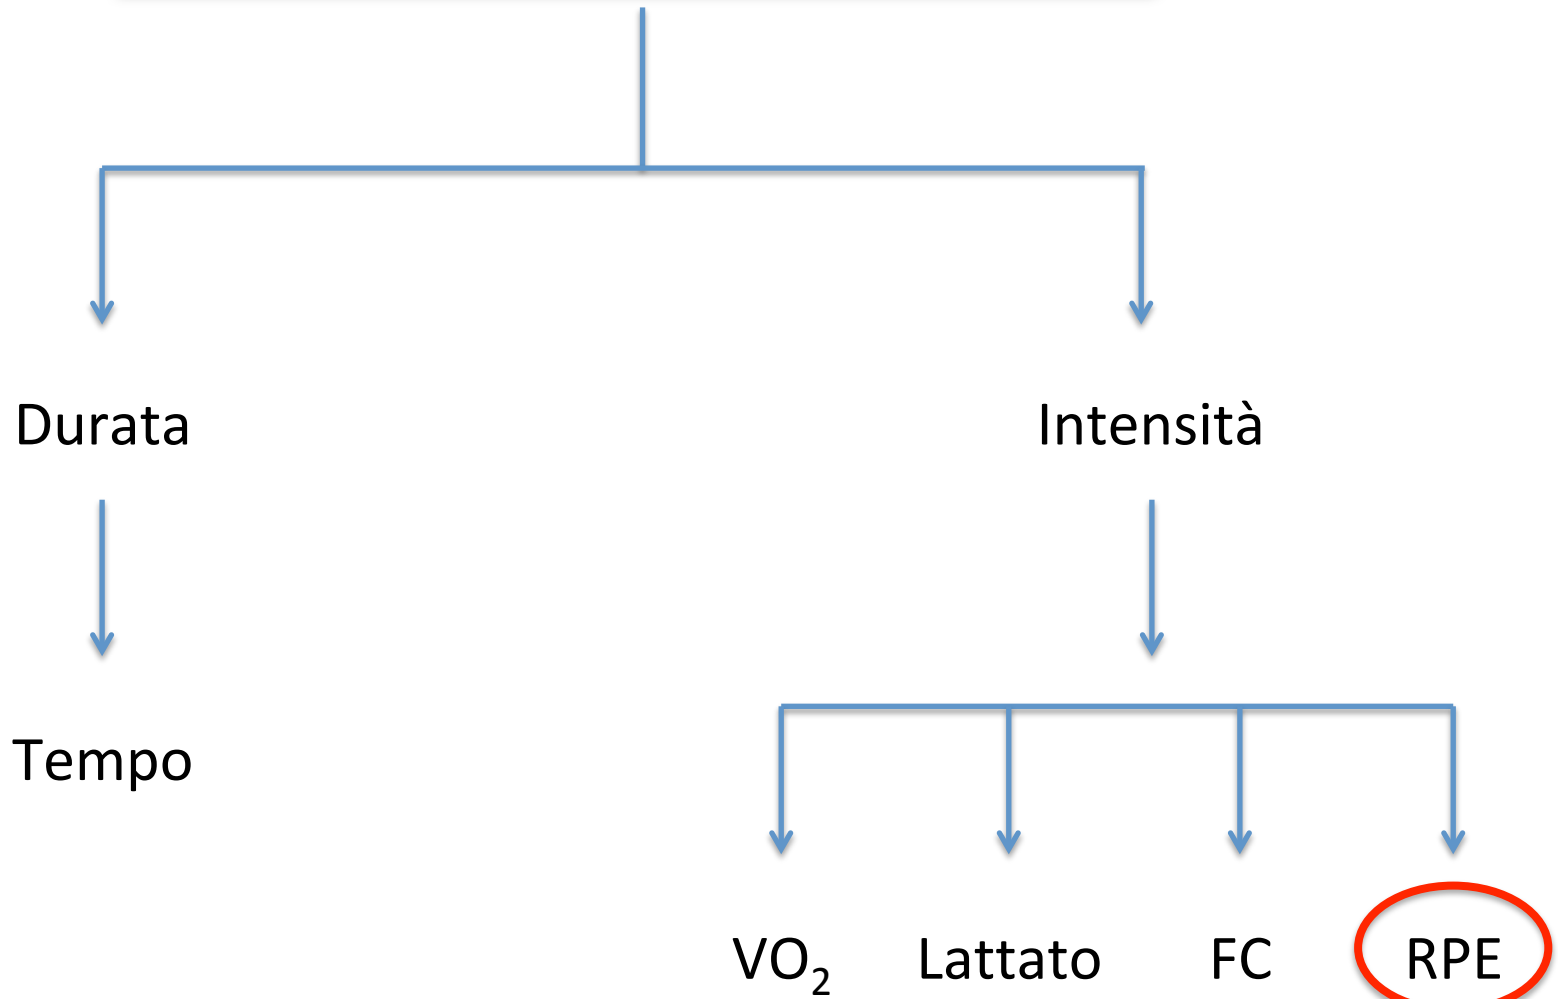 Durata
Intensità
Tempo
VO₂
Lattato
FC
RPE